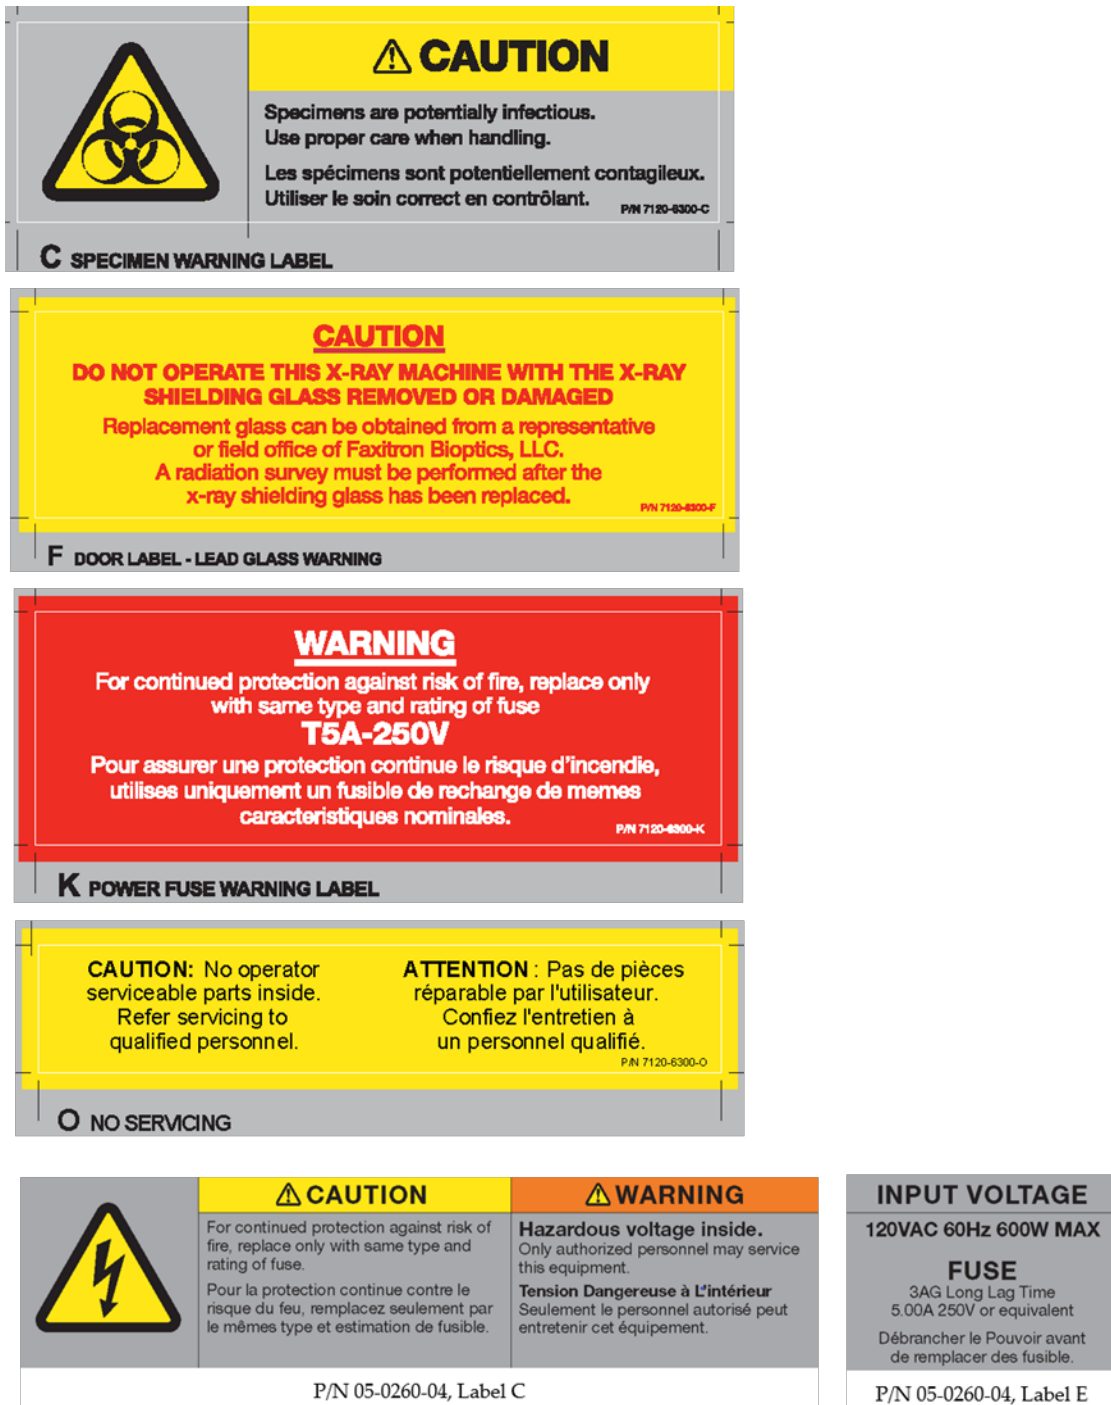 CAUTION
Specimens are potentially infectious.
Use proper care when handling.
Les spécimens sont potentiellement contagileux.
Utiliser le soin correct en contrôlant.
P/N 7120-6300-C
C SPECIMEN WARNING LABEL
CAUTION
DO NOT OPERATE THIS X-RAY MACHINE WITH THE X-RAY
SHIELDING GLASS REMOVED OR DAMAGED
Replacement glass can be obtained from a representative
or field office of Faxitron Bioptics, LLC.
A radiation survey must be performed after the
x-ray shielding glass has been replaced.
P/N 7120-6300-F
F DOOR LABEL - LEAD GLASS WARNING
WARNING
For continued protection against risk of fire, replace only
with same type and rating of fuse
T5A-250V
Pour assurer une protection continue le risque d'incendie,
utilises uniquement un fusible de rechange de memes
caracteristiques nominales.
P/N 7120-6300-K
K POWER FUSE WARNING LABEL
CAUTION: No operator
serviceable parts inside.
Refer servicing to
qualified personnel.
ATTENTION : Pas de pièces
réparable par l'utilisateur.
Confiez l'entretien à
un personnel qualifié.
P/N 7120-6300-O
O NO SERVICING
CAUTION
For continued protection against risk of
fire, replace only with same type and
rating of fuse.
Pour la protection continue contre le
risque du feu, remplacez seulement par
le mêmes type et estimation de fusible.
WARNING
Hazardous voltage inside.
Only authorized personnel may service
this equipment.
Tension Dangereuse à L'intérieur
Seulement le personnel autorisé peut
entretenir cet équipement.
P/N 05-0260-04, Label C
INPUT VOLTAGE
120VAC 60Hz 600W MAX
FUSE
3AG Long Lag Time
5.00A 250V or equivalent
Débrancher le Pouvoir avant
de remplacer des fusible.
P/N 05-0260-04, Label E